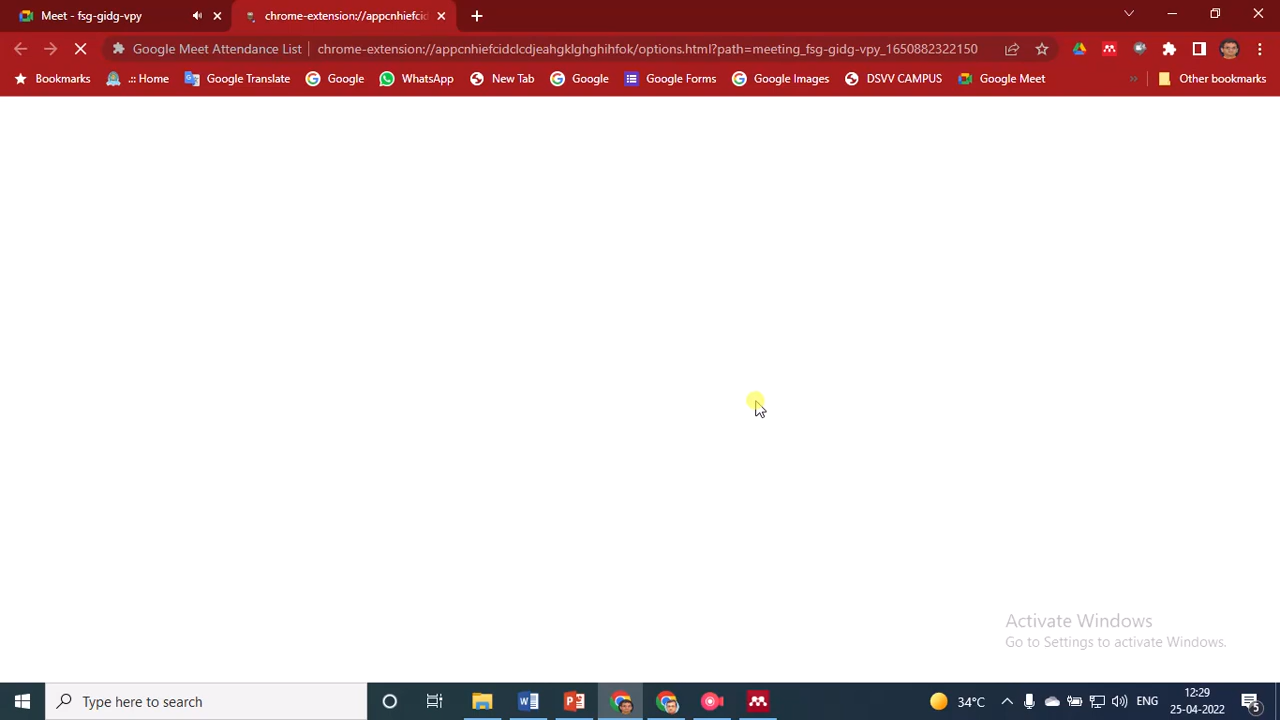 Meet - fsg-gidg-vpy
chrome-extension://appcnhiefcid
Google Meet Attendance List
chrome-extension://appcnhiefcidclcdjeahgklghghihfok/options.html?path=meeting_fsg-gidg-vpy_1650882322150
Bookmarks
.:: Home
Google Translate
Google
WhatsApp
New Tab
Google
Google Forms
Google Images
DSVV CAMPUS
Google Meet
»
Other bookmarks
Activate Windows
Go to Settings to activate Windows.
Type here to search
34°C
ENG
12:29
25-04-2022
5